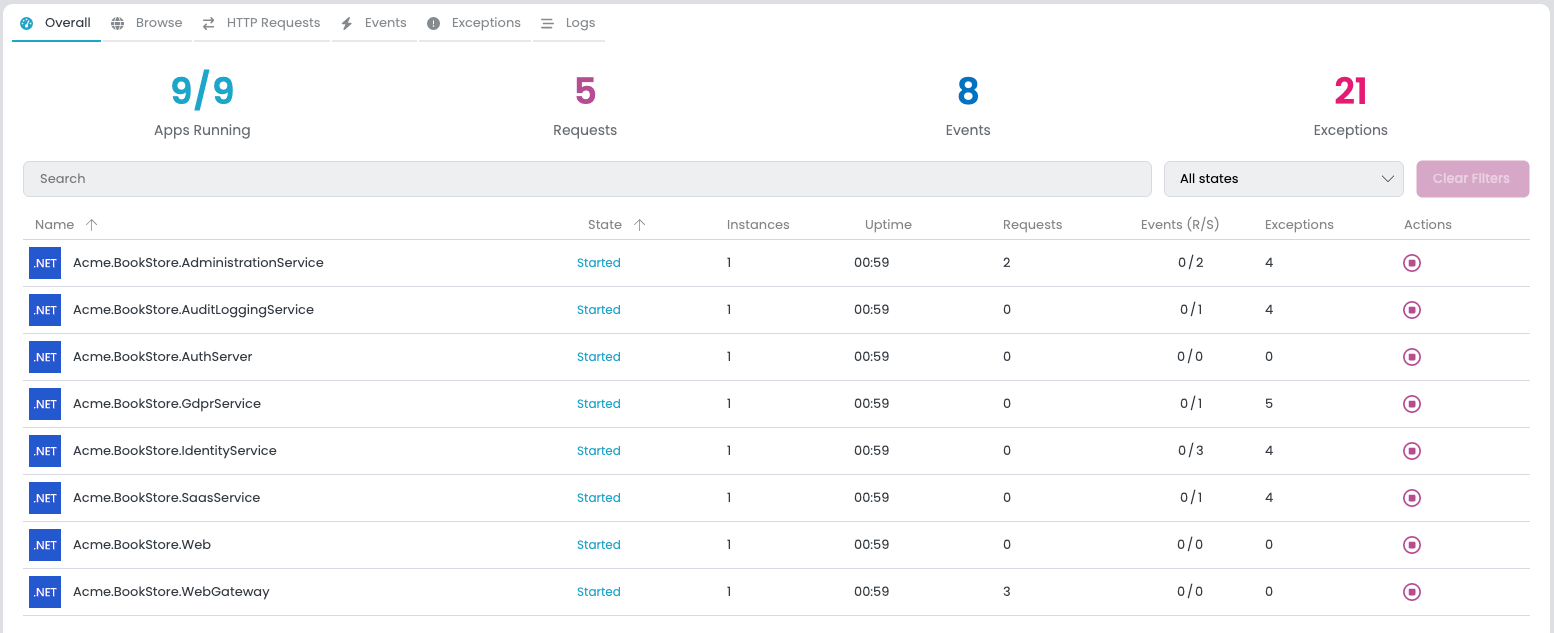 Overall Browse HTTP Requests Events Exceptions Logs
9/9 5 8 21
Apps Running Requests Events Exceptions
Search All states Clear Filters
Name State Instances Uptime Requests Events (R/S) Exceptions Actions
.NET Acme.BookStore.AdministrationService Started 1 00:59 2 0 / 2 4
.NET Acme.BookStore.AuditLoggingService Started 1 00:59 0 0 / 1 4
.NET Acme.BookStore.AuthServer Started 1 00:59 0 0 / 0 0
.NET Acme.BookStore.GdprService Started 1 00:59 0 0 / 1 5
.NET Acme.BookStore.IdentityService Started 1 00:59 0 0 / 3 4
.NET Acme.BookStore.SaasService Started 1 00:59 0 0 / 1 4
.NET Acme.BookStore.Web Started 1 00:59 0 0 / 0 0
.NET Acme.BookStore.WebGateway Started 1 00:59 3 0 / 0 0